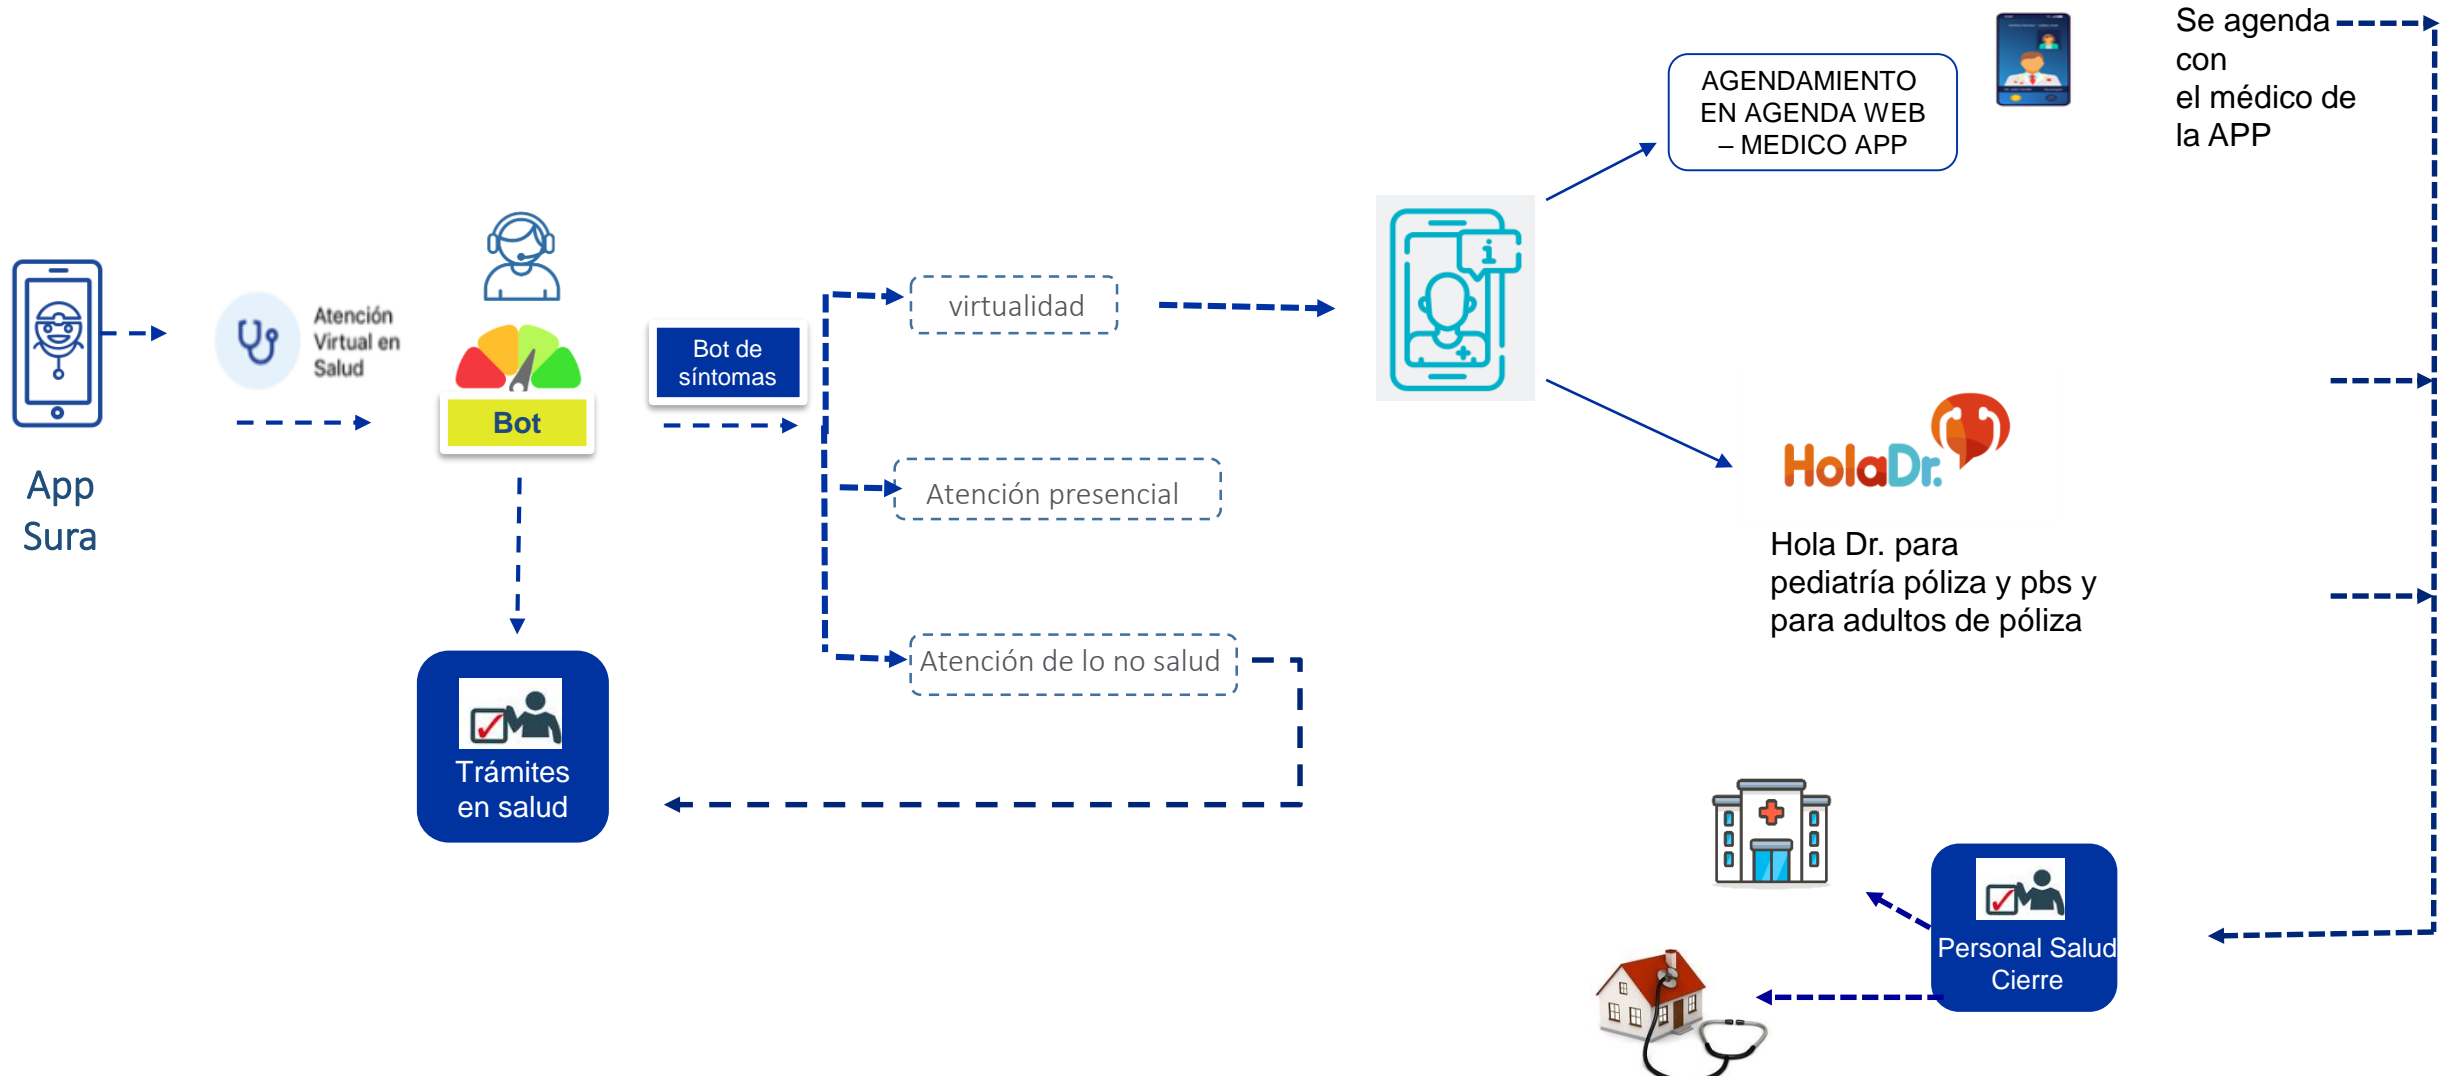 Se agenda
con
el médico de
la APP
AGENDAMIENTO
EN AGENDA WEB
– MEDICO APP
App
Sura
Atención
Virtual en
Salud
Bot
Bot de
síntomas
virtualidad
Atención presencial
Atención de lo no salud
i
HolaDr.
Hola Dr. para
pediatría póliza y pbs y
para adultos de póliza
Trámites
en salud
Personal Salud
Cierre